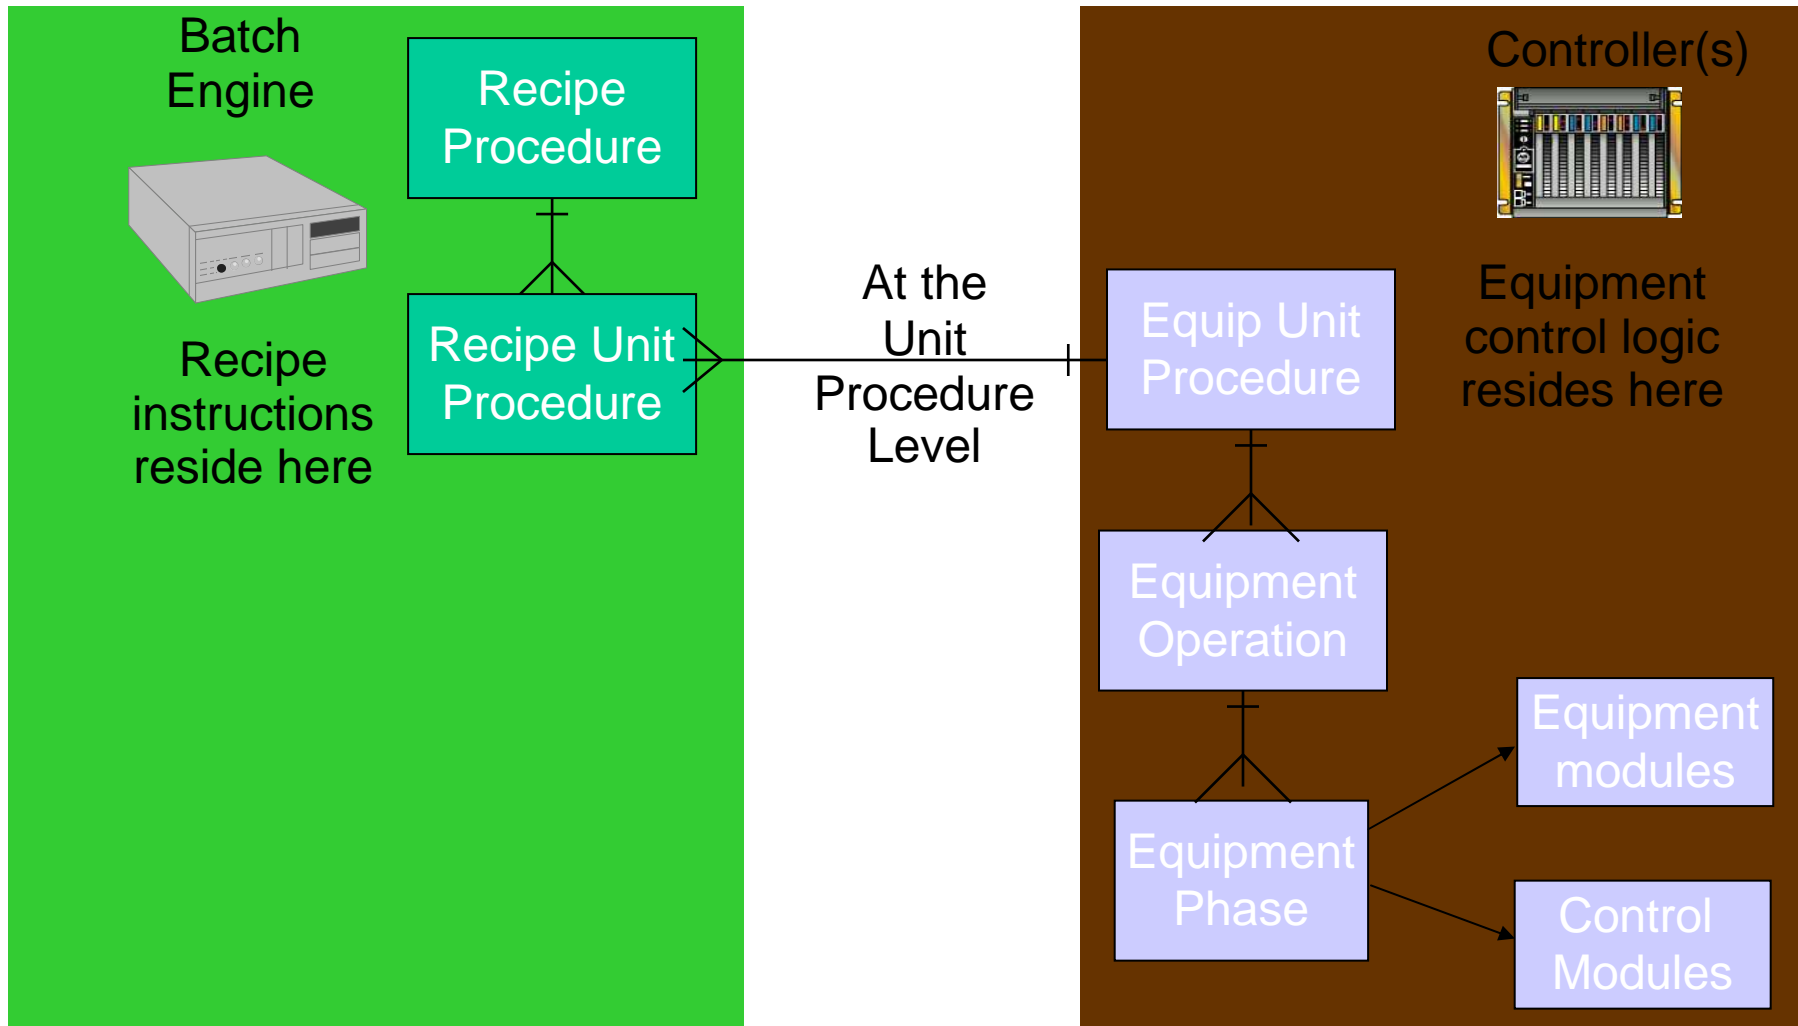 Batch
Engine
Recipe
Procedure
Recipe Unit
Procedure
Recipe
instructions
reside here
At the
Unit
Procedure
Level
Controller(s)
Equip Unit
Procedure
Equipment
control logic
resides here
Equipment
Operation
Equipment
Phase
Equipment
modules
Control
Modules